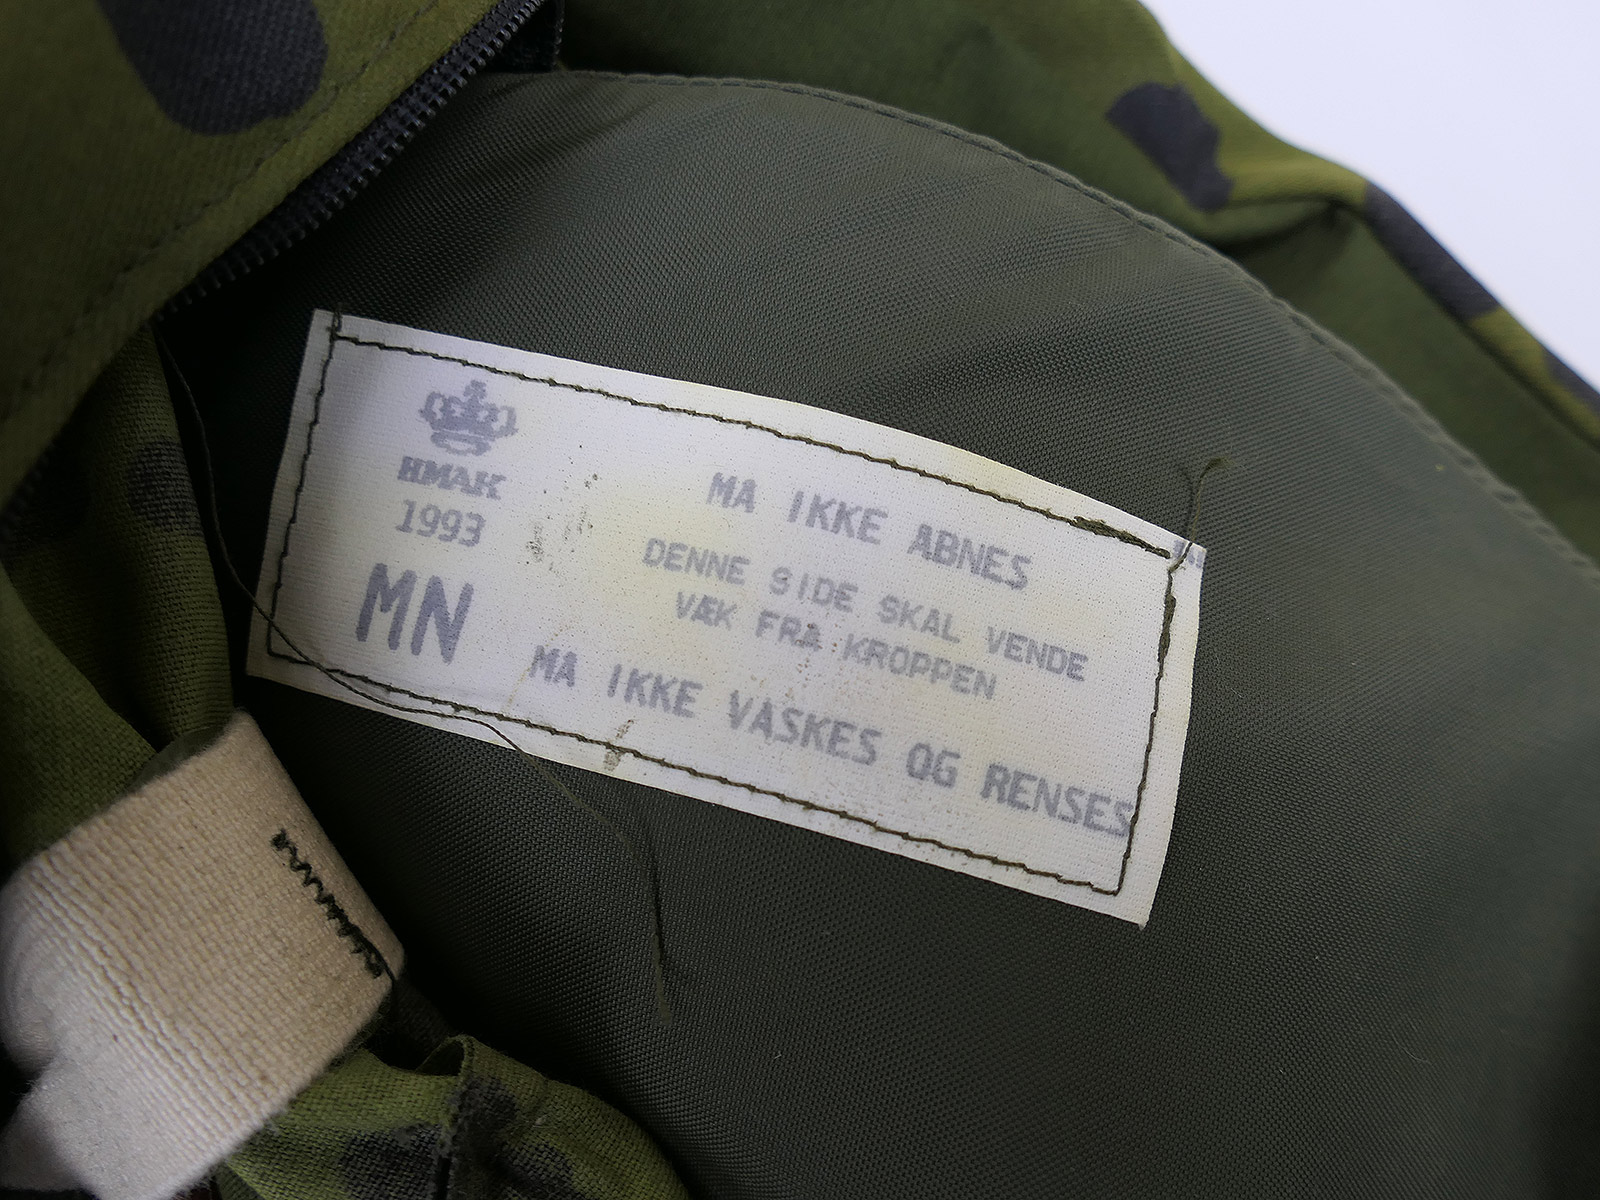 HMAK
1993
MN
MA IKKE ABNES
DENNE SIDE SKAL VENDE
VÆK FRA KROPPEN
MA IKKE VASKES OG RENSES